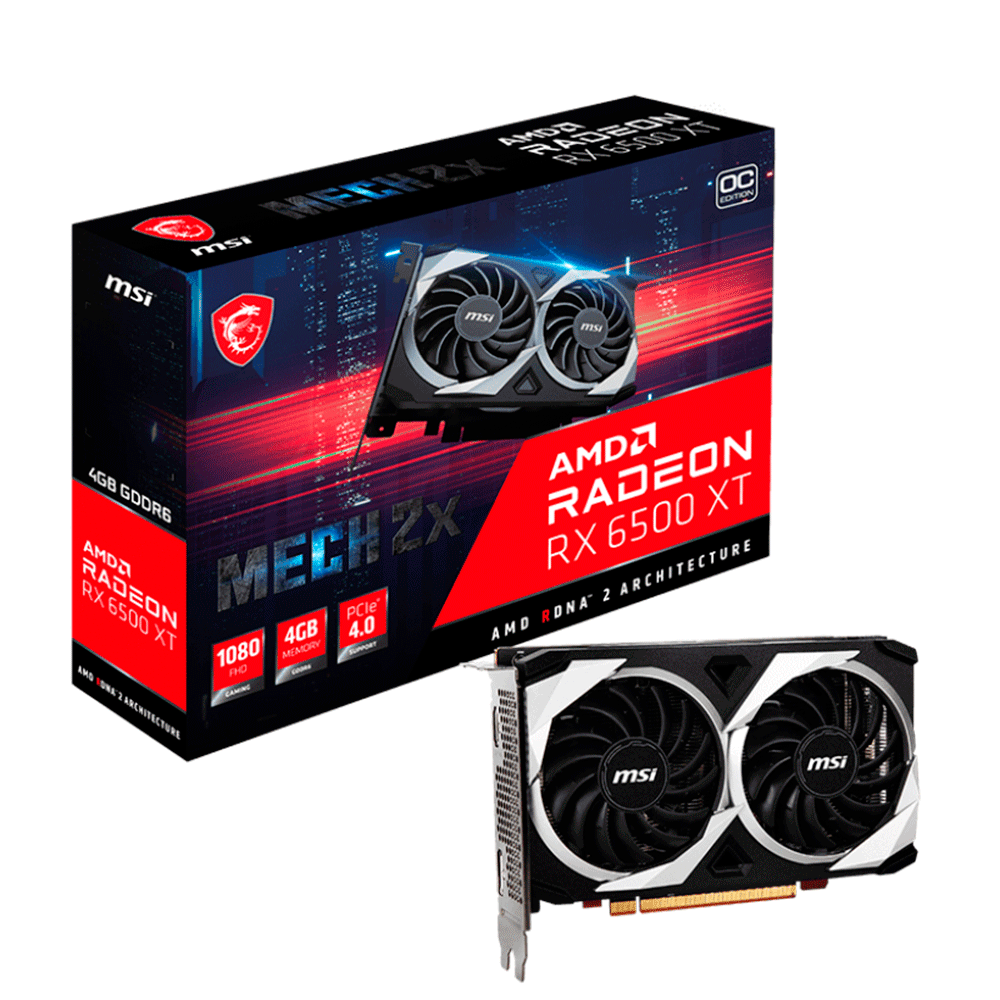 AMD
RADEON
RX 6500 XT
MECH 2X
OC
EDITION
msi
msi
msi
msi
4GB GDDR6
AMD
RADEON
RX 6500 XT
AMD RDNA™ 2 ARCHITECTURE
AMD
RADEON
RX 6500 XT
MECH 2X
1080
FHD
GAMING
4GB
MEMORY
GDDR6
PCIe®
4.0
SUPPORT
AMD RDNA™ 2 ARCHITECTURE
msi
msi